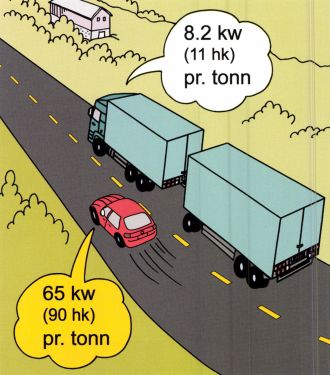 8.2 kw
(11 hk)
pr. tonn
65 kw
(90 hk)
pr. tonn